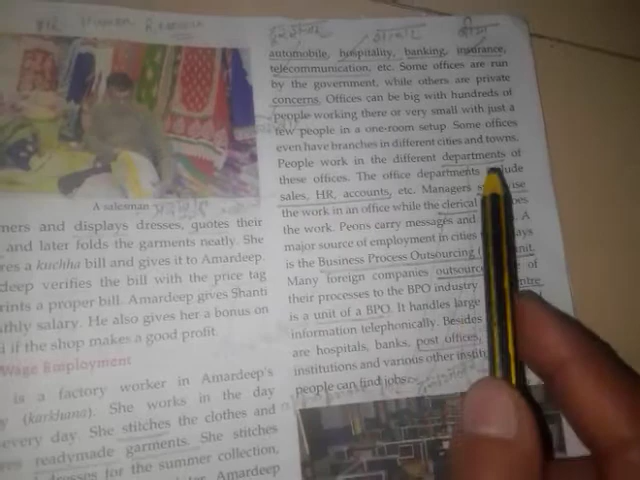 Human Resources
A salesman
ners and displays dresses, quotes their
and later folds the garments neatly. She
res a kuchha bill and gives it to Amardeep.
deep verifies the bill with the price tag
rints a proper bill. Amardeep gives Shanti
thly salary. He also gives her a bonus on
if the shop makes a good profit.
Wage Employment
is a factory worker in Amardeep's
y (karkhana). She works in the day
every day. She stitches the clothes and
readymade garments. She stitches
dresses for the summer collection,
Amardeep
automobile, hospitality, banking, insurance,
telecommunication, etc. Some offices are run
by the government, while others are private
concerns. Offices can be big with hundreds of
people working there or very small with just a
few people in a one-room setup. Some offices
even have branches in different cities and towns.
People work in the different departments of
these offices. The office departments include
sales, HR, accounts, etc. Managers
the work in an office while the clerical
the work. Peons carry messages and A
major source of employment in cities
is the Business Process Outsourcing unit.
Many foreign companies outsource of
their processes to the BPO industry
is a unit of a BPO. It handles large
information telephonically. Besides
are hospitals, banks, post offices,
institutions and various other
people can find jobs.